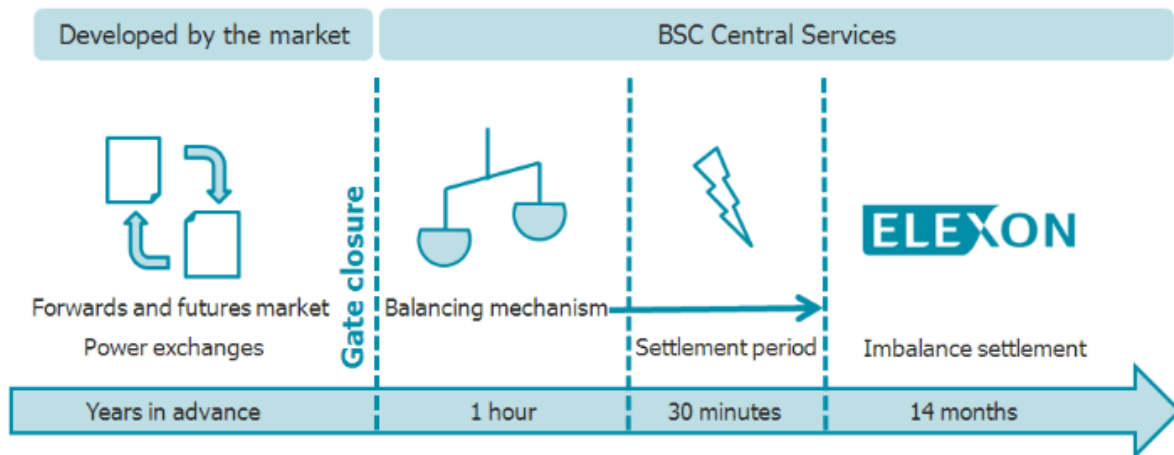 Developed by the market
BSC Central Services
Gate closure
ELEXON
Forwards and futures market
Balancing mechanism
Power exchanges
Settlement period
Imbalance settlement
Years in advance
1 hour
30 minutes
14 months